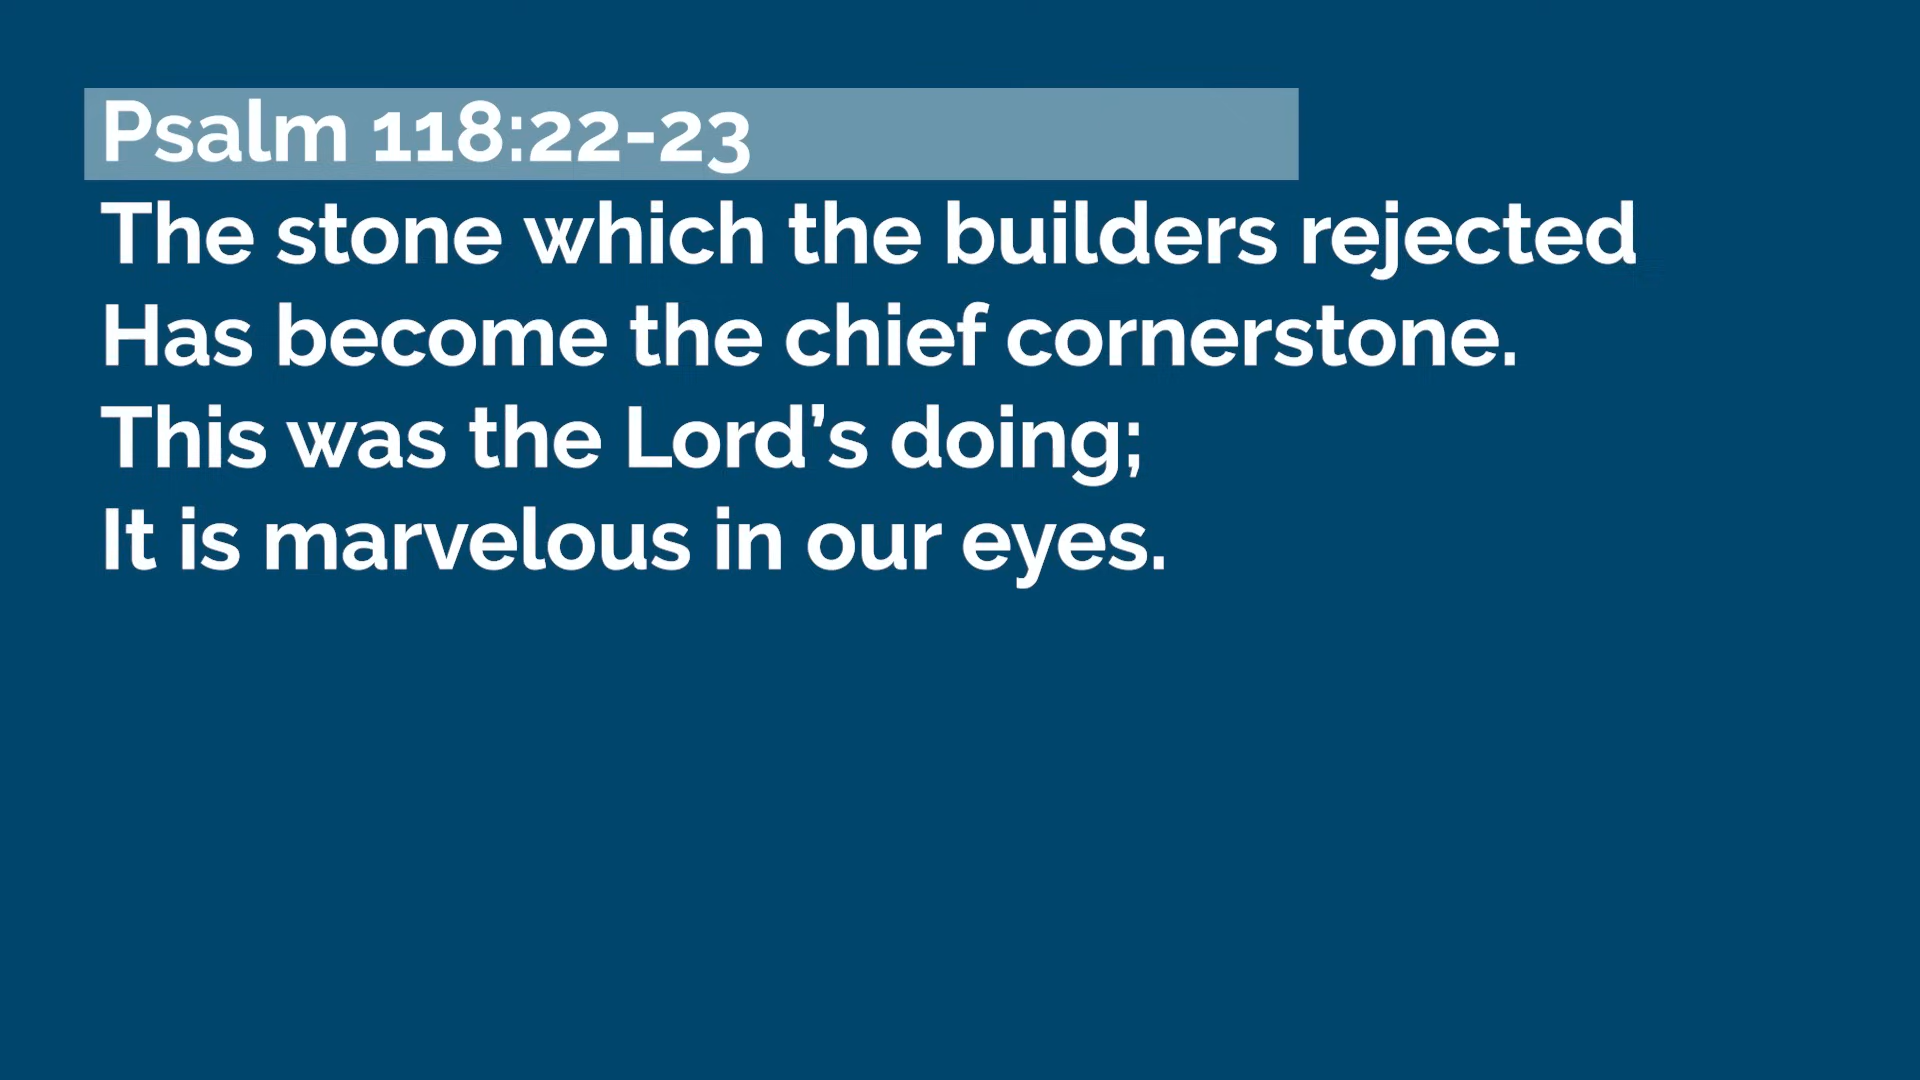 Psalm 118:22-23
The stone which the builders rejected
Has become the chief cornerstone.
This was the Lord’s doing;
It is marvelous in our eyes.